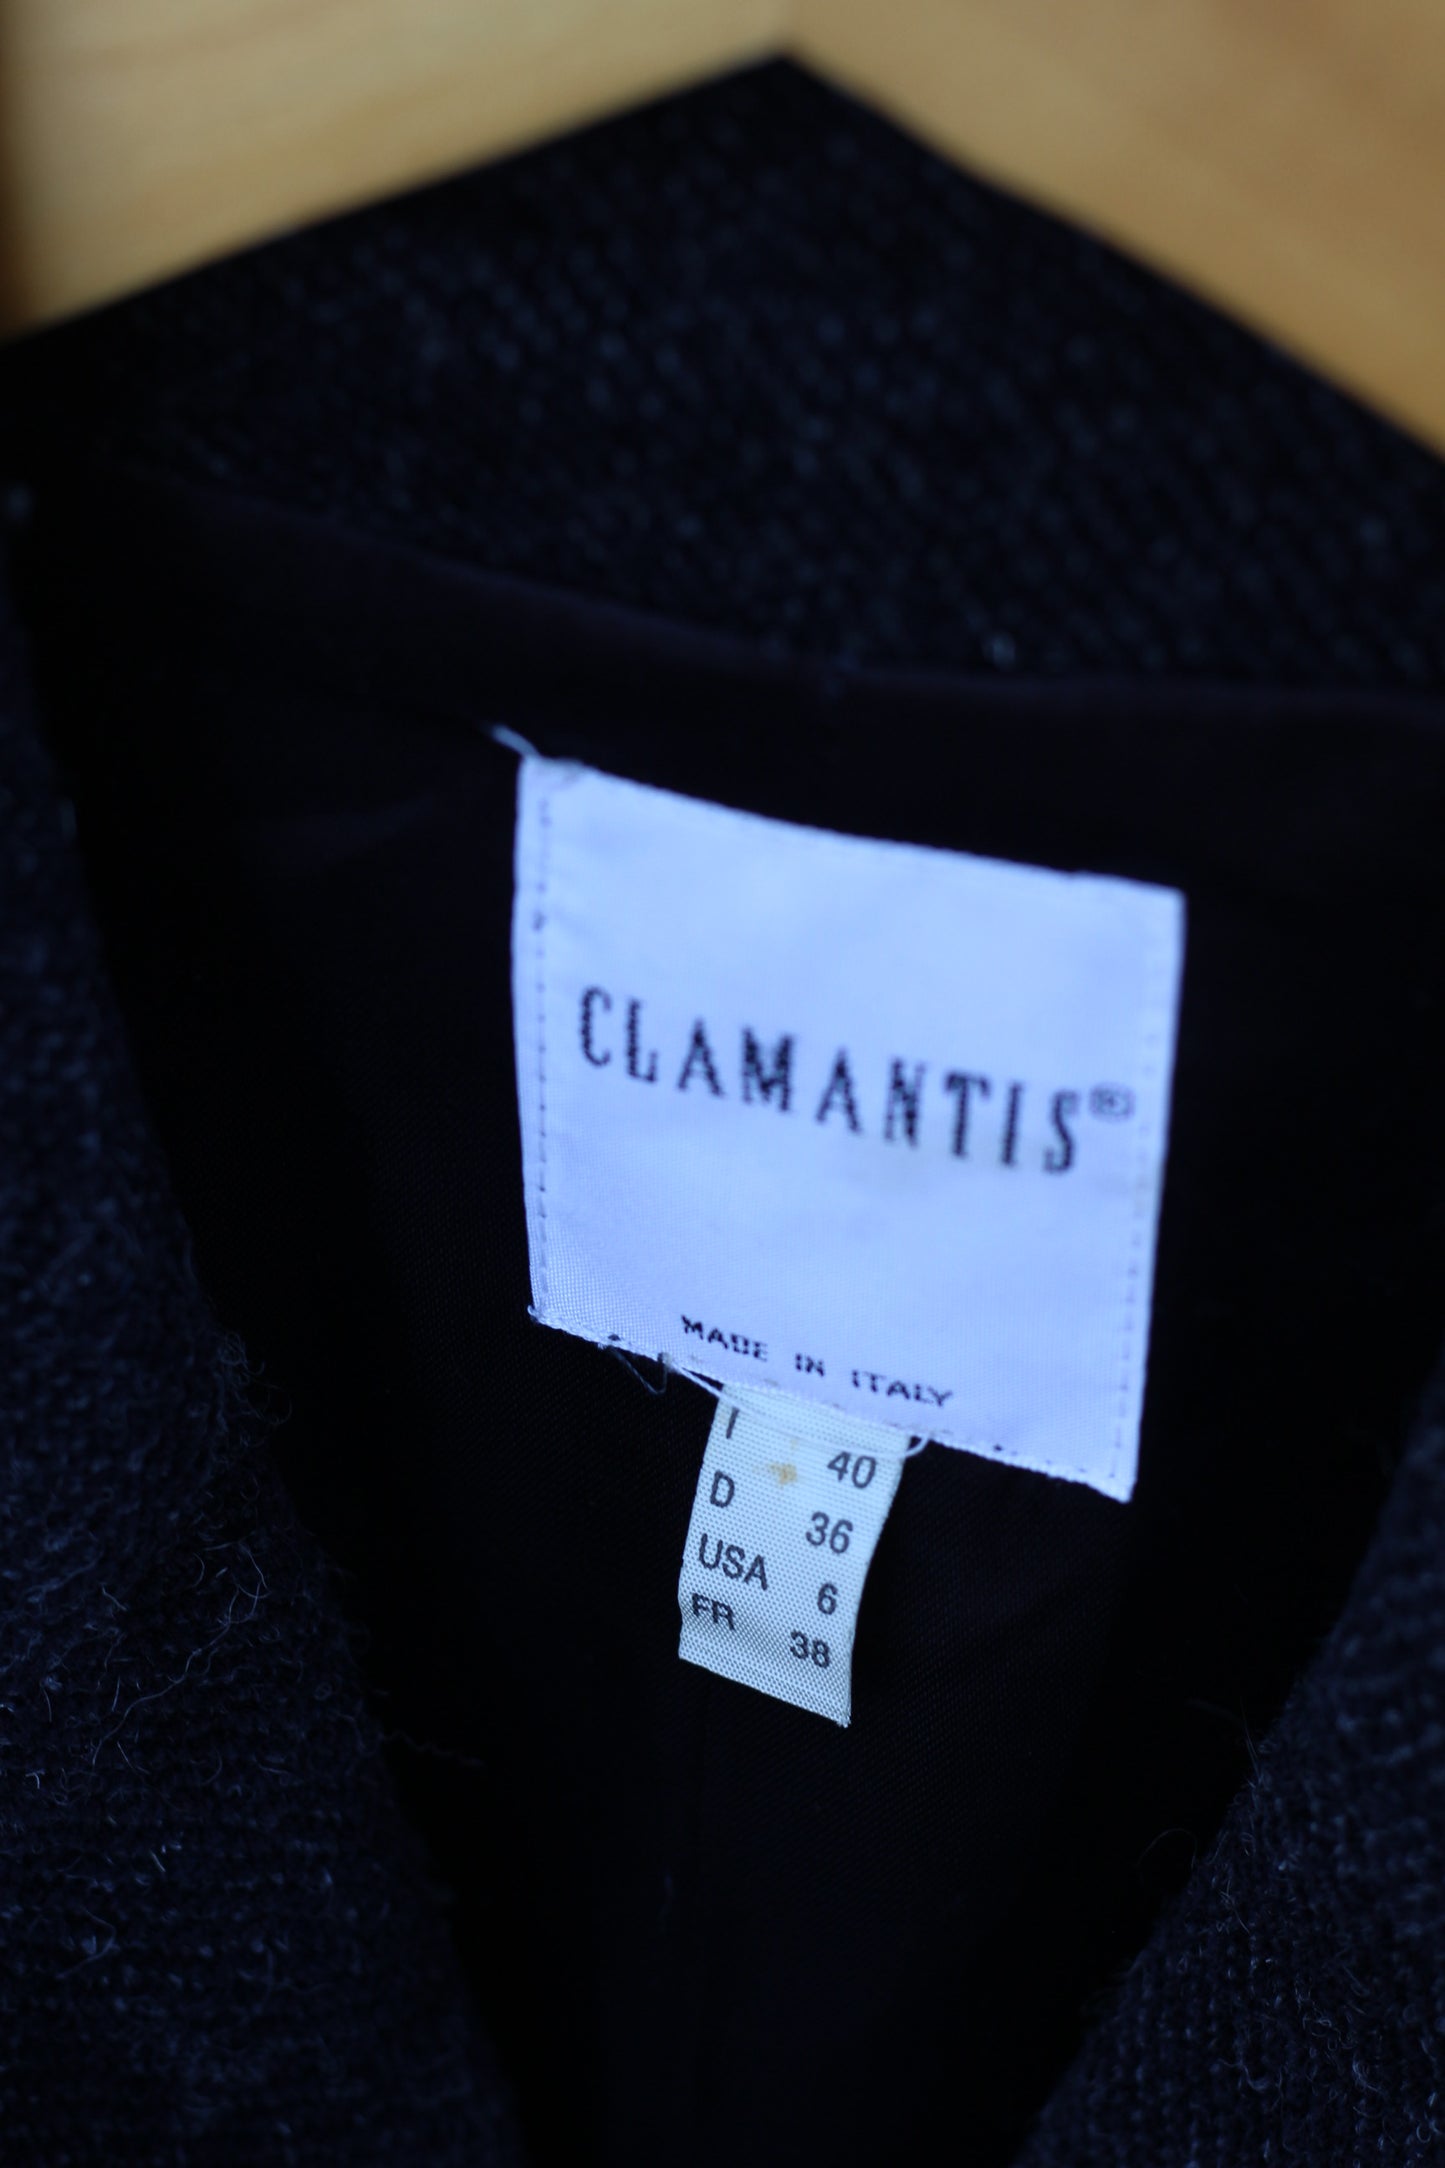 CLAMANTIS®
MADE IN ITALY
I 40
D 36
USA 6
FR 38